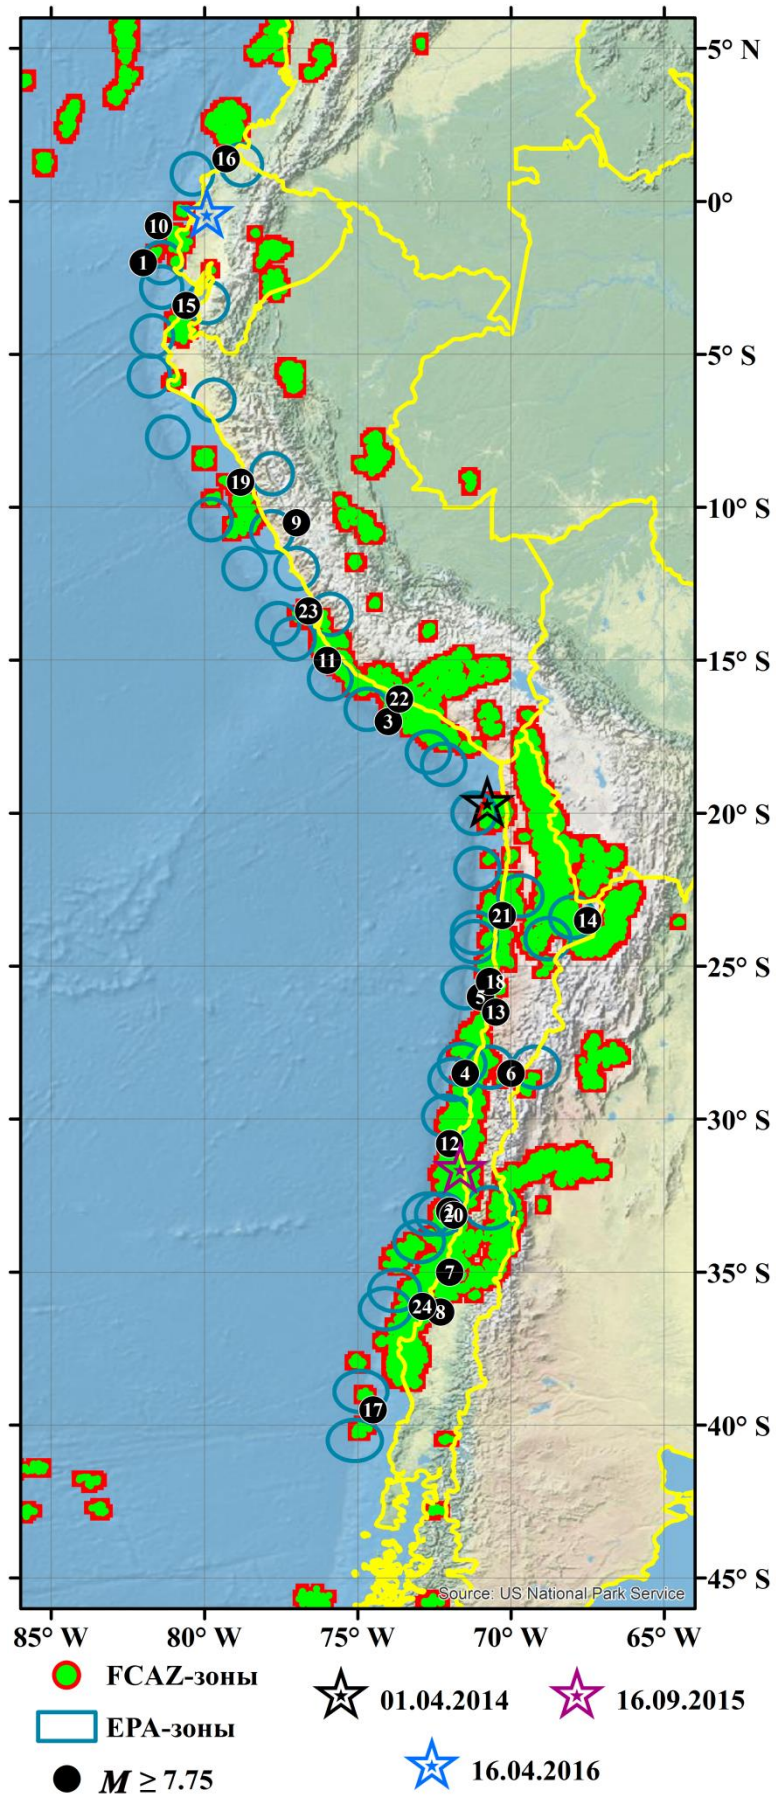 5° N
16
0°
10
1
15
5° S
19
10° S
9
23
11
15° S
22
3
20° S
21
14
18
25° S
5
13
4
6
30° S
12
2
20
7
35° S
24
8
17
40° S
45° S
Source: US National Park Service
85° W 80° W 75° W 70° W 65° W
FCAZ-зоны
01.04.2014
16.09.2015
EPA-зоны
16.04.2016
M ≥ 7.75